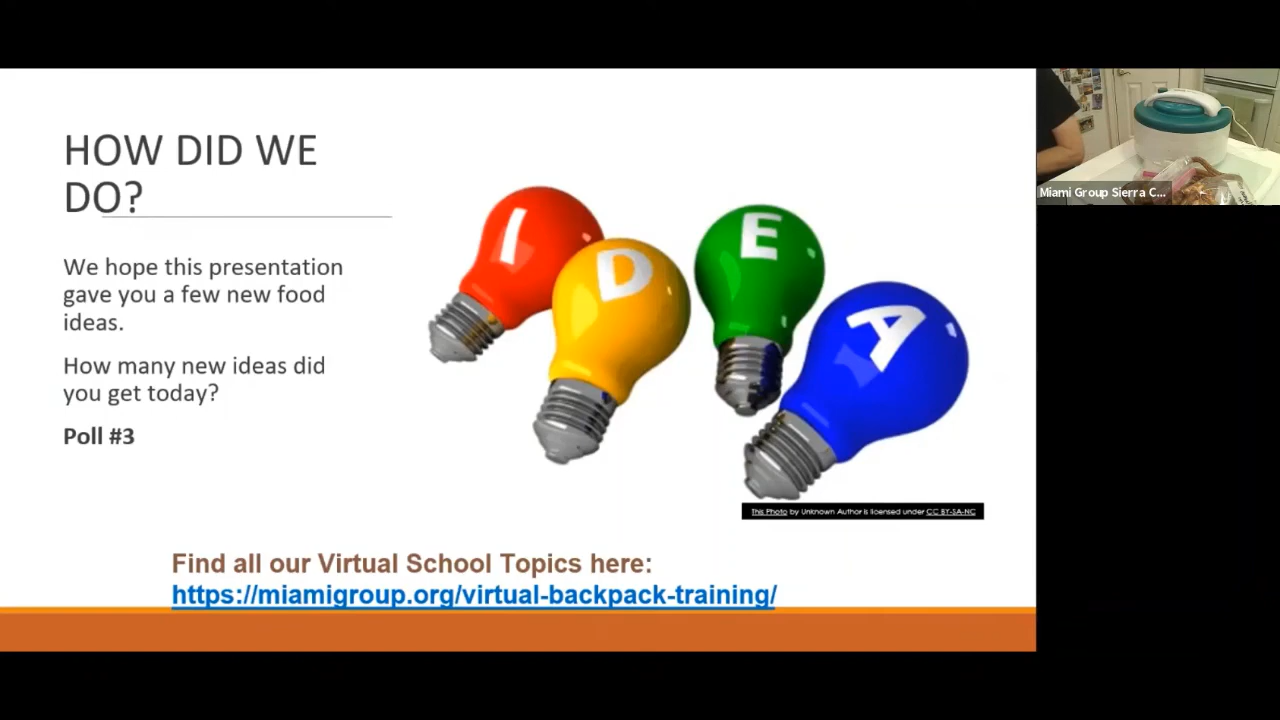 HOW DID WE
DO?
We hope this presentation
gave you a few new food
ideas.
How many new ideas did
you get today?
Poll #3
I
D
E
A
This Photo by Unknown Author is licensed under CC BY-SA-NC
Find all our Virtual School Topics here:
https://miamigroup.org/virtual-backpack-training/
Miami Group Sierra C...